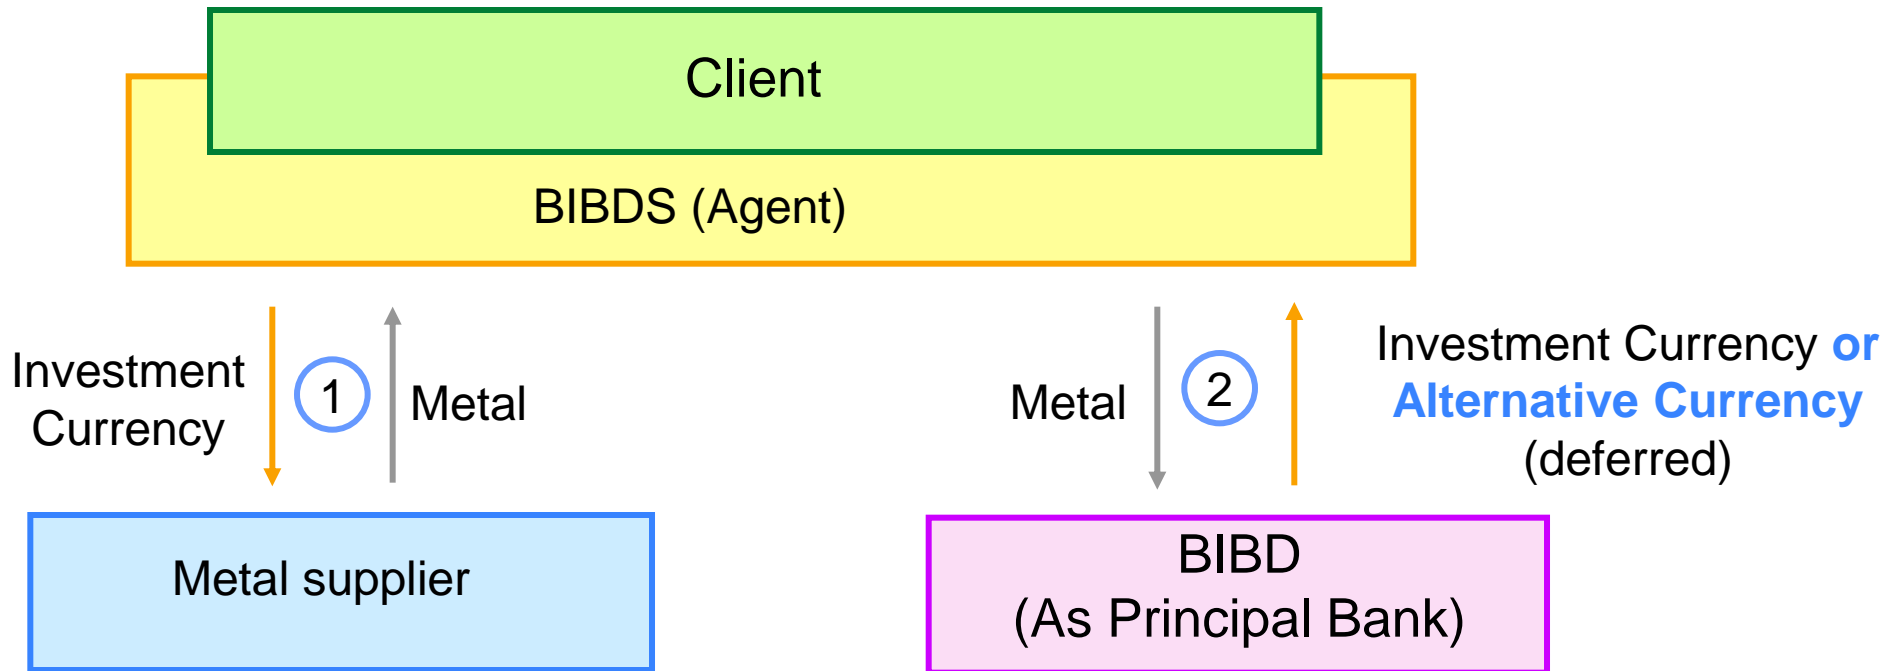 Client
BIBDS (Agent)
Investment
Currency
1
Metal
Metal
2
Investment Currency or
Alternative Currency
(deferred)
Metal supplier
BIBD
(As Principal Bank)